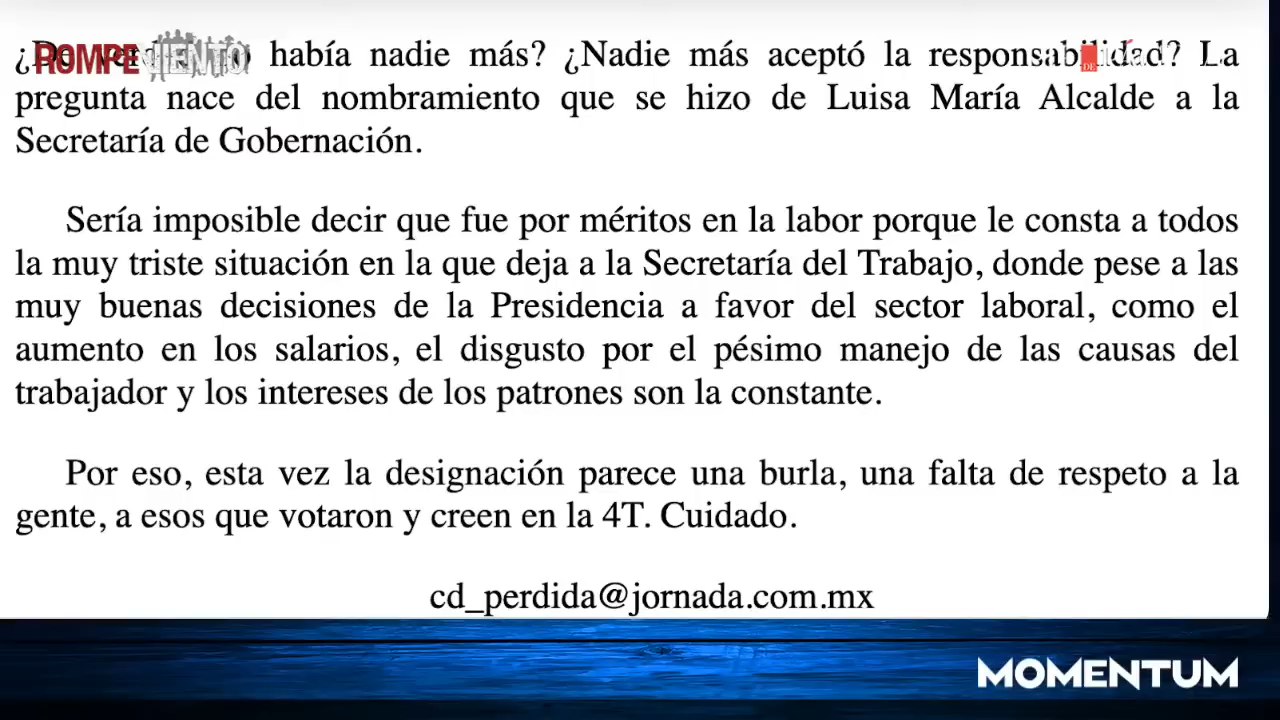 ¿De verdad no había nadie más? ¿Nadie más aceptó la responsabilidad? La
pregunta nace del nombramiento que se hizo de Luisa María Alcalde a la
Secretaría de Gobernación.
Sería imposible decir que fue por méritos en la labor porque le consta a todos
la muy triste situación en la que deja a la Secretaría del Trabajo, donde pese a las
muy buenas decisiones de la Presidencia a favor del sector laboral, como el
aumento en los salarios, el disgusto por el pésimo manejo de las causas del
trabajador y los intereses de los patrones son la constante.
Por eso, esta vez la designación parece una burla, una falta de respeto a la
gente, a esos que votaron y creen en la 4T. Cuidado.
cd_perdida@jornada.com.mx
ROMPEVIENTO
MOMENTUM